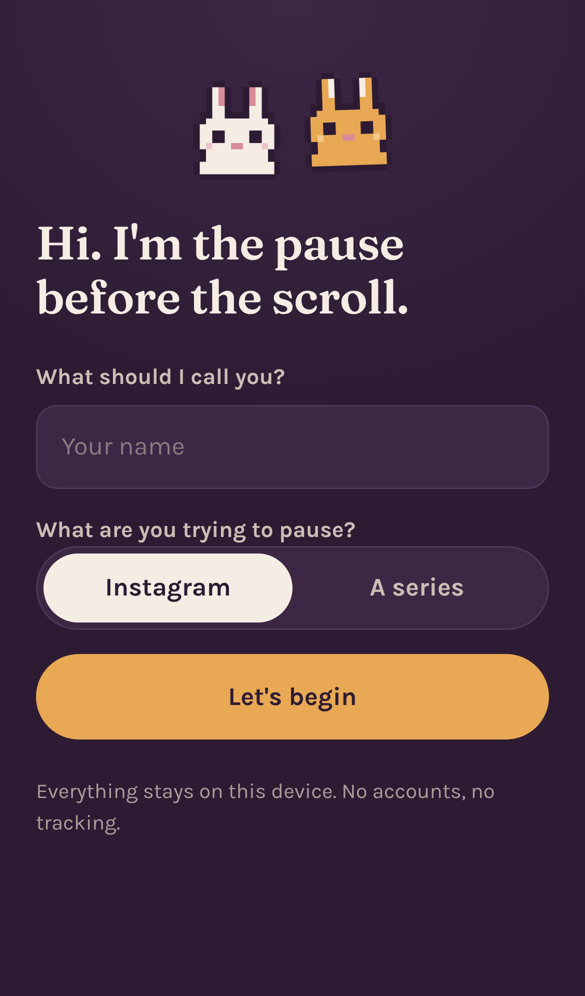 Hi. I'm the pause
before the scroll.
What should I call you?
Your name
What are you trying to pause?
Instagram
A series
Let's begin
Everything stays on this device. No accounts, no
tracking.